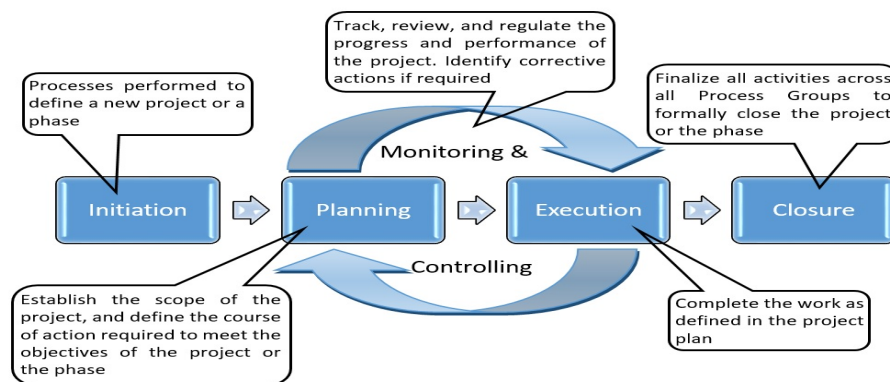 Track, review, and regulate the
progress and performance of
the project. Identify corrective
actions if required
Processes performed to
define a new project or a
phase
Finalize all activities across
all Process Groups to
formally close the project
or the phase
Monitoring &
Initiation
Planning
Execution
Closure
Controlling
Establish the scope of the
project, and define the course
of action required to meet the
objectives of the project or
the phase
Complete the work as
defined in the project
plan